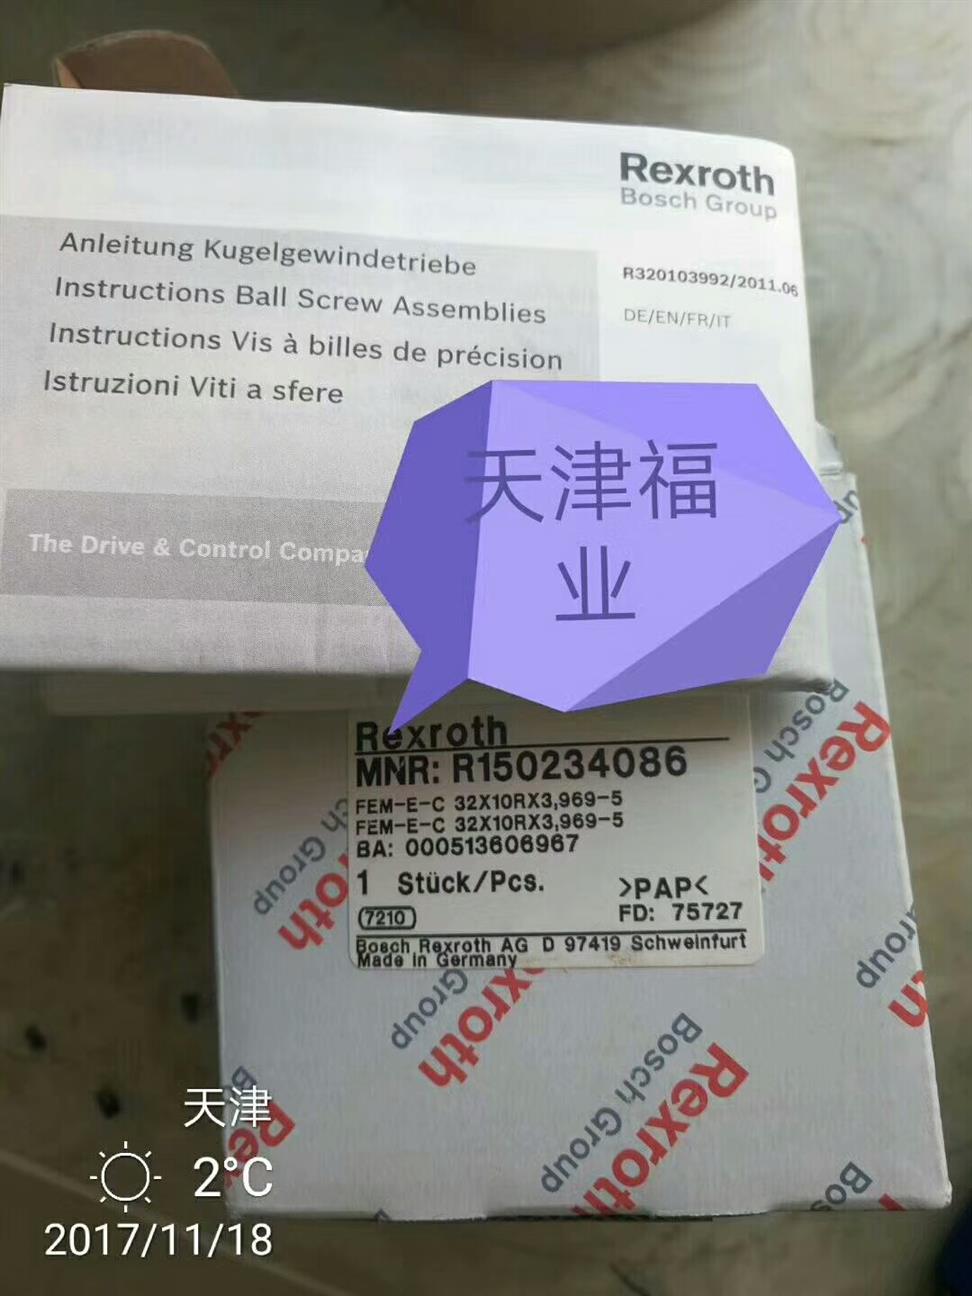 Rexroth
Bosch Group
Anleitung Kugelgewindetriebe
Instructions Ball Screw Assemblies
Instructions Vis à billes de précision
Istruzioni Viti a sfere
R320103992/2011.06
DE/EN/FR/IT
The Drive & Control
天津福
业
Rexroth
MNR: R150234086
FEM-E-C 32X10RX3,969-5
FEM-E-C 32X10RX3,969-5
BA: 000513606967
1 Stück/Pcs.
>PAP<
7210
FD: 75727
Bosch Rexroth AG D 97419 Schweinfurt
Made in Germany
Bosch Group
Rexroth
Group
Rexroth
Bosch Group
Rexroth
天津
2°C
2017/11/18